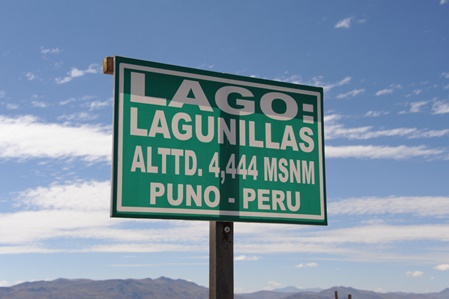 LAGO:
LAGUNILLAS
ALTTD. 4,444 MSNM
PUNO - PERU